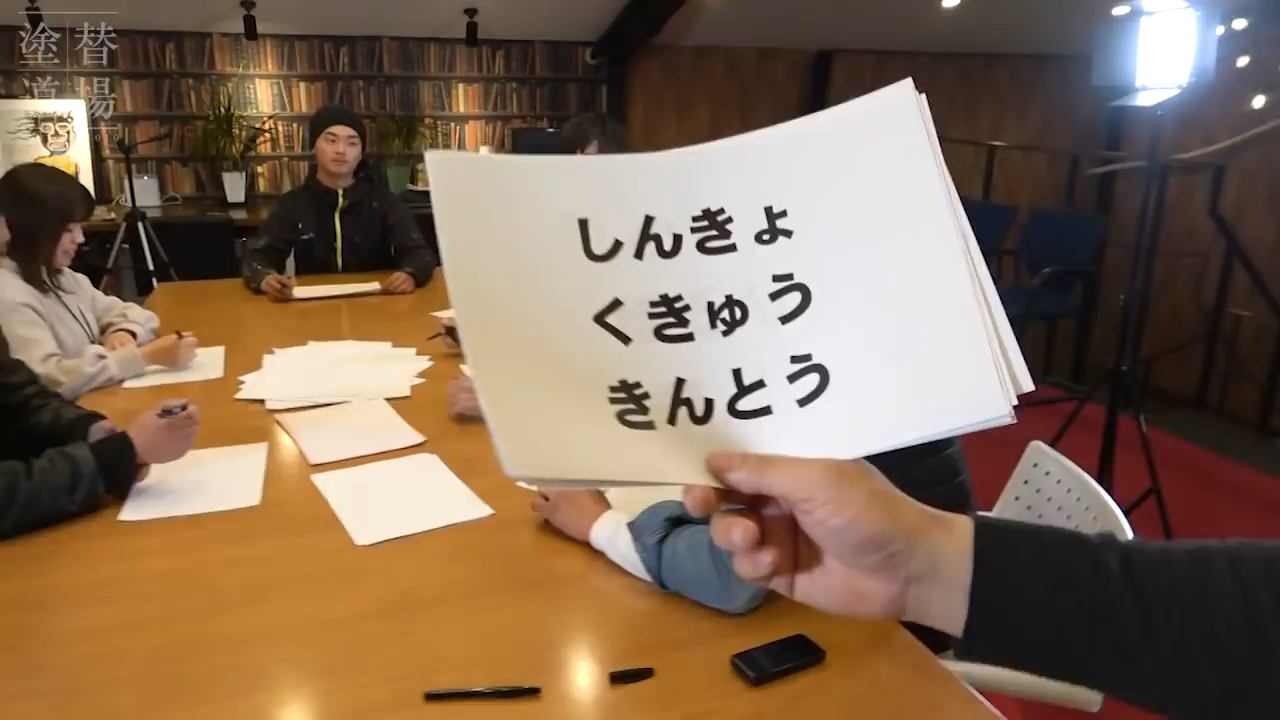 塗替
道場
しんきょ
くきゅう
きんとう